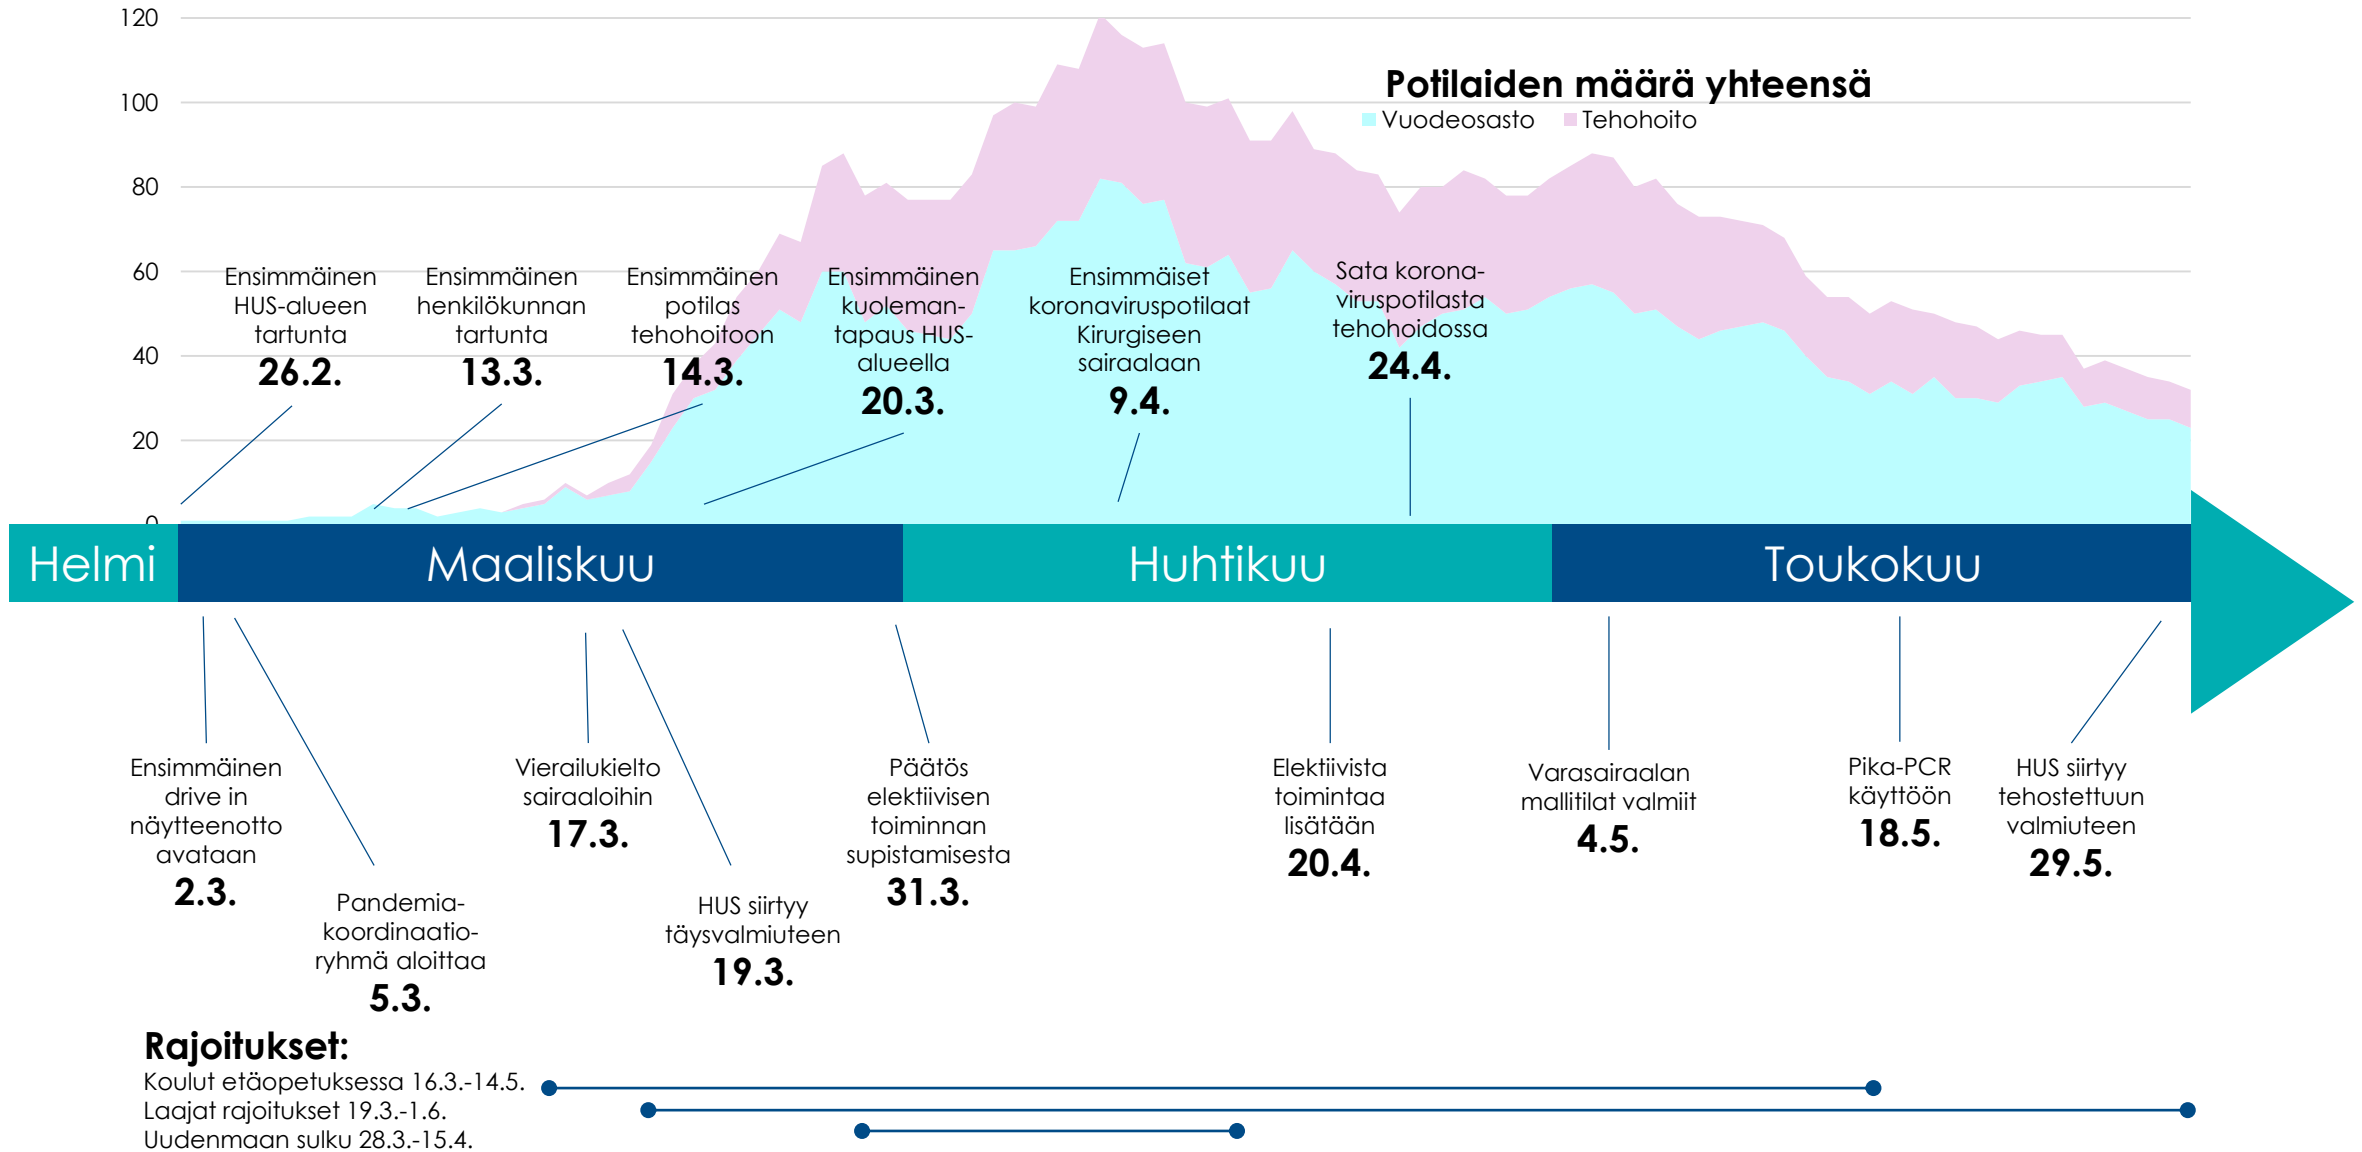 120
100
80
60
40
20
0
Potilaiden määrä yhteensä
Vuodeosasto
Tehohoito
Ensimmäinen
HUS-alueen
tartunta
26.2.
Ensimmäinen
henkilökunnan
tartunta
13.3.
Ensimmäinen
potilas
tehohoitoon
14.3.
Ensimmäinen
kuoleman-
tapaus HUS-
alueella
20.3.
Ensimmäiset
koronaviruspotilaat
Kirurgiseen
sairaalaan
9.4.
Sata korona-
viruspotilasta
tehohoidossa
24.4.
Helmi
Maaliskuu
Huhtikuu
Toukokuu
Ensimmäinen
drive in
näytteenotto
avataan
2.3.
Pandemia-
koordinaatio-
ryhmä aloittaa
5.3.
Vierailukielto
sairaaloihin
17.3.
HUS siirtyy
täysvalmiuteen
19.3.
Päätös
elektiivisen
toiminnan
supistamisesta
31.3.
Elektiivista
toimintaa
lisätään
20.4.
Varasairaalan
mallitilat valmiit
4.5.
Pika-PCR
käyttöön
18.5.
HUS siirtyy
tehostettuun
valmiuteen
29.5.
Rajoitukset:
Koulut etäopetuksessa 16.3.-14.5.
Laajat rajoitukset 19.3.-1.6.
Uudenmaan sulku 28.3.-15.4.